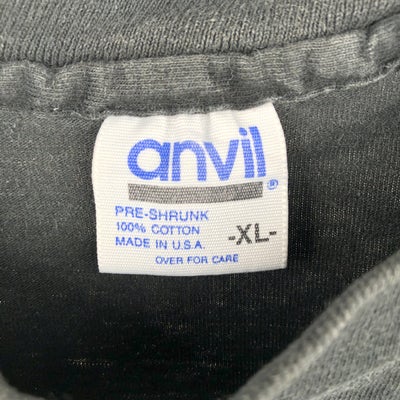 anvil®
PRE-SHRUNK
100% COTTON
MADE IN U.S.A.
-XL-
OVER FOR CARE